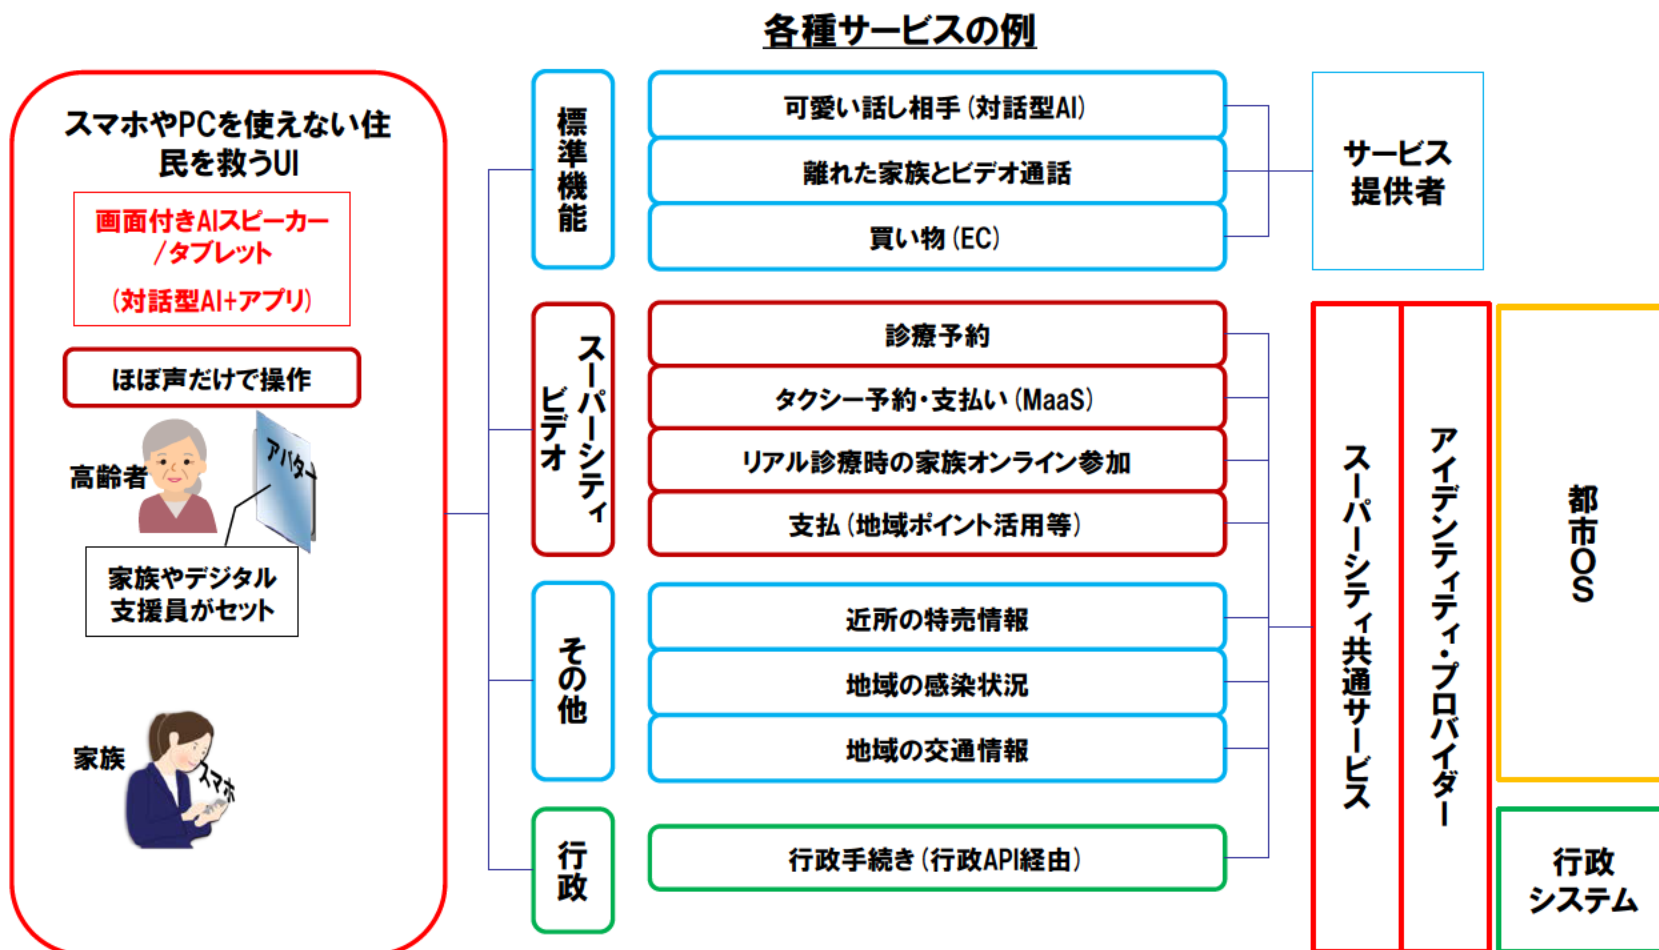 各種サービスの例
スマホやPCを使えない住
民を救うUI
画面付きAIスピーカー
/タブレット
(対話型AI+アプリ)
ほぼ声だけで操作
高齢者
アバター
家族やデジタル
支援員がセット
家族
スマホ
標準機能
可愛い話し相手(対話型AI)
離れた家族とビデオ通話
買い物(EC)
サービス
提供者
スーパーシティ
ビデオ
診療予約
タクシー予約・支払い(MaaS)
リアル診療時の家族オンライン参加
支払(地域ポイント活用等)
その他
近所の特売情報
地域の感染状況
地域の交通情報
行政
行政手続き(行政API経由)
スーパーシティ共通サービス
アイデンティティ・プロバイダー
都市OS
行政
システム